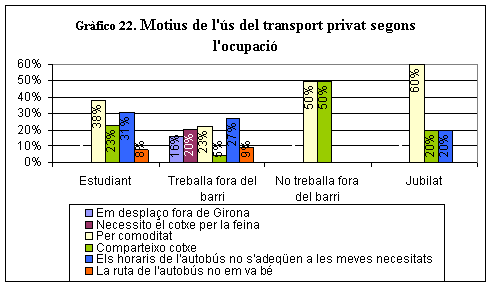 Gràfico 22. Motius de l'ús del transport privat segons
l'ocupació
60%
50%
40%
30%
20%
10%
0%
38%
23%
31%
8%
16%
20%
23%
5%
27%
9%
50%
50%
60%
20%
20%
Estudiant
Treballa fora del
barri
No treballa fora
del barri
Jubilat
Em desplaço fora de Girona
Necessito el cotxe per la feina
Per comoditat
Comparteixo cotxe
Els horaris de l'autobús no s'adeqüen a les meves necesitats
La ruta de l'autobús no em va bé